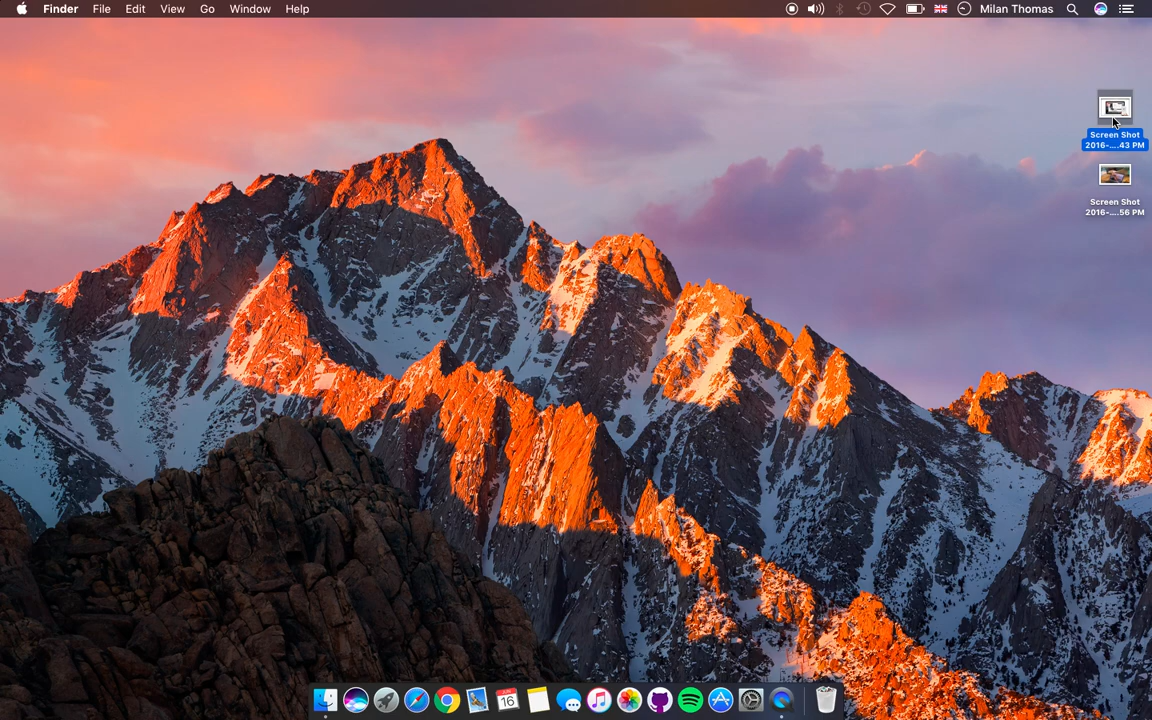 Finder File Edit View Go Window Help Milan Thomas
Screen Shot
2016-....43 PM
Screen Shot
2016-....56 PM
16